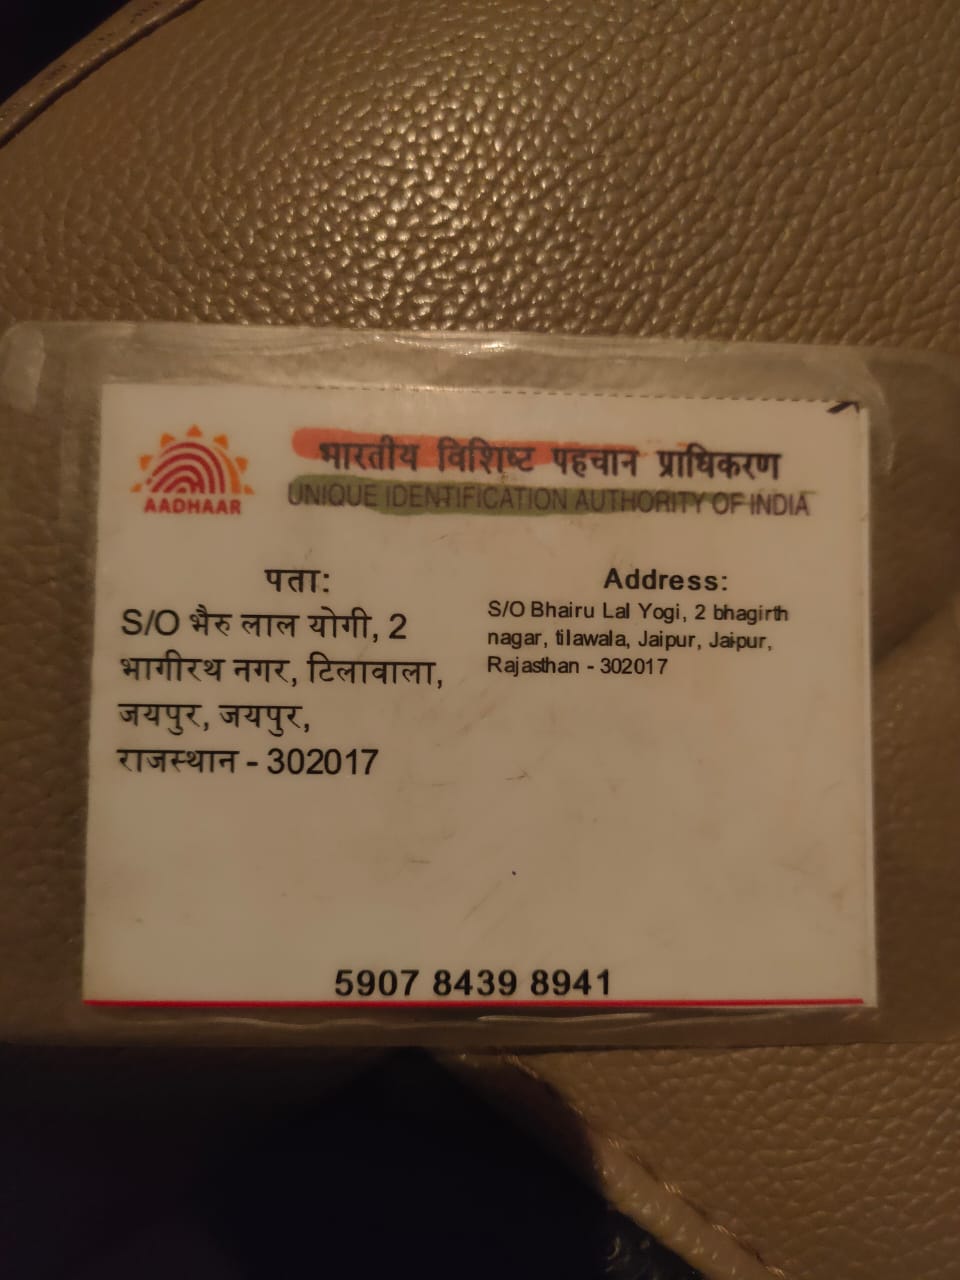 AADHAAR
भारतीय विशिष्ट पहचान प्राधिकरण
UNIQUE IDENTIFICATION AUTHORITY OF INDIA
पता:
S/O भैरु लाल योगी, 2
भागीरथ नगर, टिलावाला,
जयपुर, जयपुर,
राजस्थान - 302017
Address:
S/O Bhairu Lal Yogi, 2 bhagirth
nagar, tilawala, Jaipur, Jaipur,
Rajasthan - 302017
5907 8439 8941